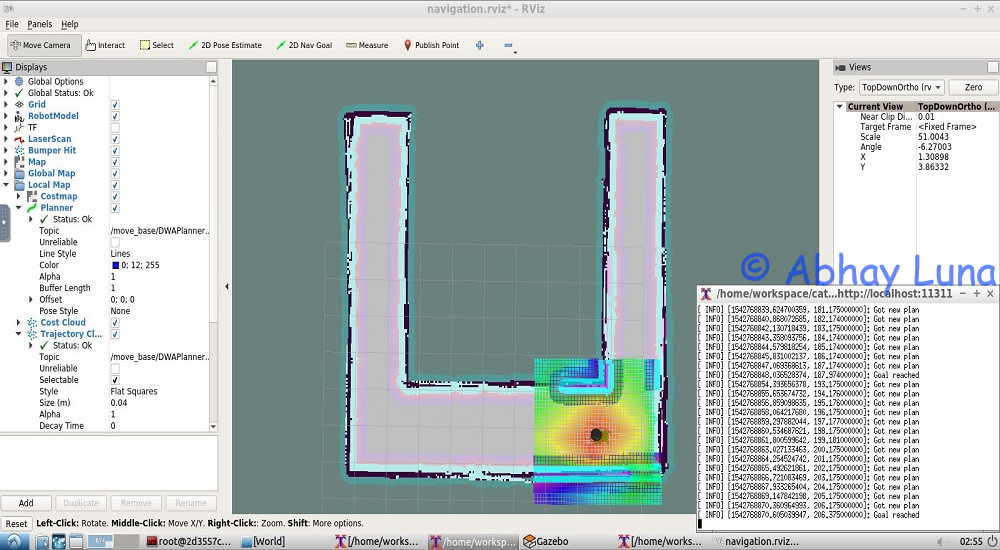 navigation.rviz* - RViz
File Panels Help
Move Camera Interact Select 2D Pose Estimate 2D Nav Goal Measure Publish Point
Displays
Global Options
Global Status: Ok
Grid
RobotModel
TF
LaserScan
Bumper Hit
Map
Global Map
Local Map
Costmap
Planner
Status: Ok
Topic /move_base/DWAPlanner...
Unreliable
Line Style Lines
Color 0; 12; 255
Alpha 1
Buffer Length 1
Offset 0; 0; 0
Pose Style None
Cost Cloud
Trajectory Cl...
Status: Ok
Topic /move_base/DWAPlanner...
Unreliable
Selectable
Style Flat Squares
Size (m) 0.04
Alpha 1
Decay Time 0
Add Duplicate Remove Rename
Views
Type: TopDownOrtho (rv Zero
Current View TopDownOrtho (...
Near Clip Di... 0.01
Target Frame <Fixed Frame>
Scale 51.0043
Angle -6.27003
X 1.30898
Y 3.86332
© Abhay Luna
/home/workspace/cat...http://localhost:11311
[ INFO] [1542768839,624700359, 181,175000000]: Got new plan
[ INFO] [1542768840,868072685, 182,174000000]: Got new plan
[ INFO] [1542768842,130718439, 183,175000000]: Got new plan
[ INFO] [1542768843,358093756, 184,175000000]: Got new plan
[ INFO] [1542768844,579818254, 185,174000000]: Got new plan
[ INFO] [1542768845,831002137, 186,174000000]: Got new plan
[ INFO] [1542768847,069368613, 187,174000000]: Got new plan
[ INFO] [1542768848,036528374, 187,974000000]: Goal reached
[ INFO] [1542768854,393656378, 193,175000000]: Got new plan
[ INFO] [1542768855,653674732, 194,176000000]: Got new plan
[ INFO] [1542768856,859098635, 195,176000000]: Got new plan
[ INFO] [1542768858,064217680, 196,175000000]: Got new plan
[ INFO] [1542768859,297882044, 197,177000000]: Got new plan
[ INFO] [1542768860,534687621, 198,175000000]: Got new plan
[ INFO] [1542768861,800599642, 199,181000000]: Got new plan
[ INFO] [1542768863,027133463, 200,175000000]: Got new plan
[ INFO] [1542768864,254524742, 201,175000000]: Got new plan
[ INFO] [1542768865,492621861, 202,175000000]: Got new plan
[ INFO] [1542768866,721083469, 203,175000000]: Got new plan
[ INFO] [1542768867,933265404, 204,175000000]: Got new plan
[ INFO] [1542768869,147842198, 205,175000000]: Got new plan
[ INFO] [1542768870,360964993, 206,175000000]: Got new plan
[ INFO] [1542768870,605039947, 206,375000000]: Goal reached
Reset Left-Click: Rotate. Middle-Click: Move X/Y. Right-Click:: Zoom. Shift: More options.
root@2d3557c... [World] [/home/works... /home/worksp... Gazebo [/home/works... navigation.rviz... 02:55